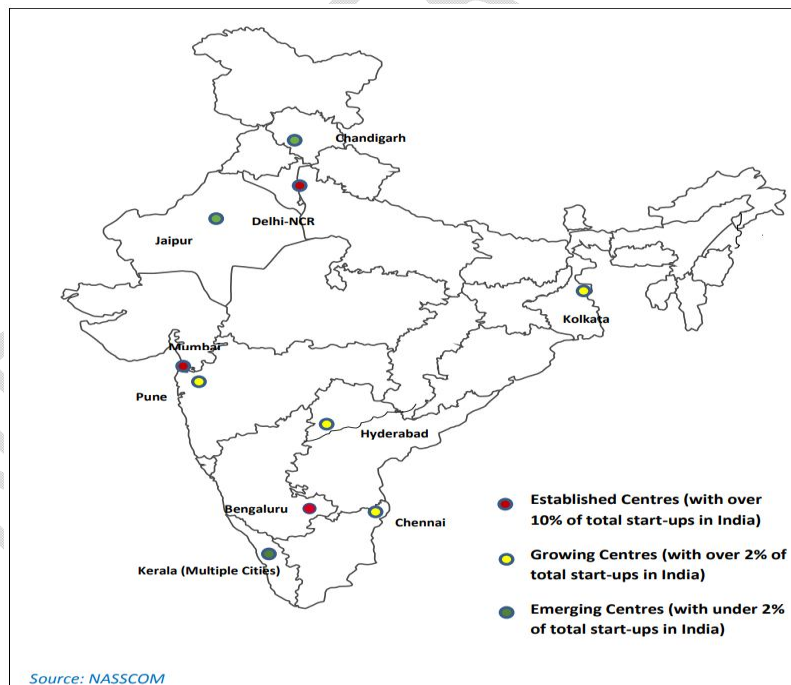 Chandigarh
Delhi-NCR
Jaipur
Kolkata
Mumbai
Pune
Hyderabad
Bengaluru
Chennai
Kerala (Multiple Cities)
Established Centres (with over
10% of total start-ups in India)
Growing Centres (with over 2% of
total start-ups in India)
Emerging Centres (with under 2%
of total start-ups in India)
Source: NASSCOM